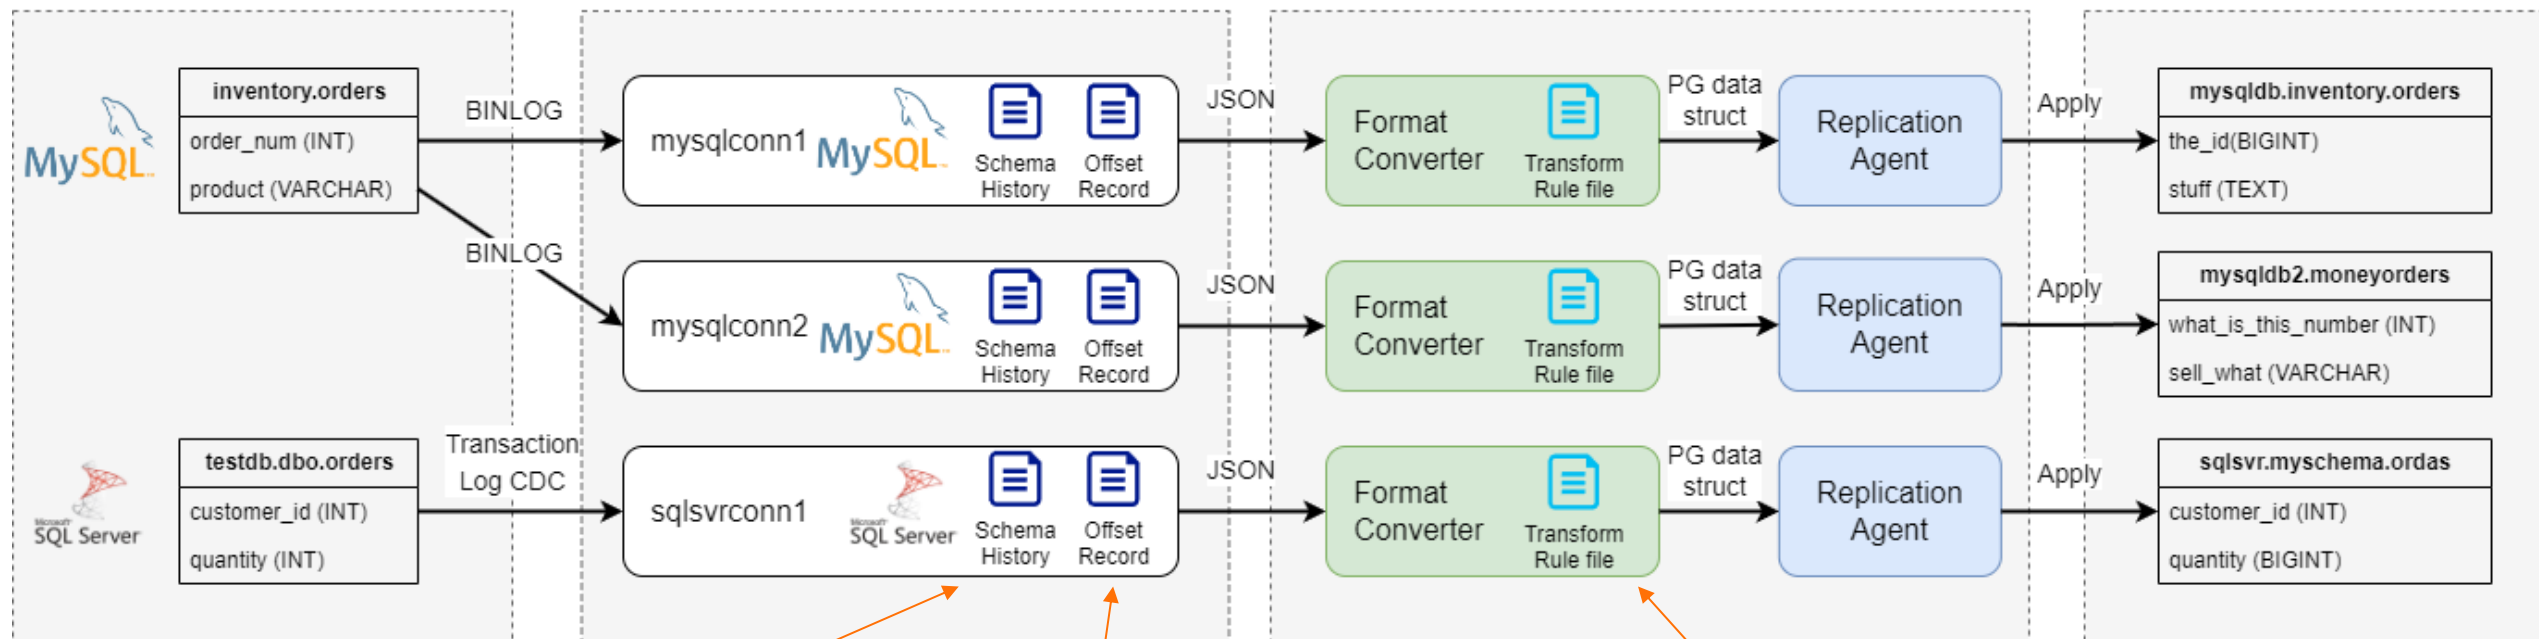 MySQL
inventory.orders
order_num (INT)
product (VARCHAR)
BINLOG
BINLOG
Microsoft
SQL Server
testdb.dbo.orders
customer_id (INT)
quantity (INT)
Transaction
Log CDC
mysqlconn1
MySQL
Schema
History
Offset
Record
mysqlconn2
MySQL
Schema
History
Offset
Record
sqlsvrconn1
Microsoft
SQL Server
Schema
History
Offset
Record
JSON
JSON
JSON
Format
Converter
Transform
Rule file
Format
Converter
Transform
Rule file
Format
Converter
Transform
Rule file
PG data
struct
PG data
struct
PG data
struct
Replication
Agent
Replication
Agent
Replication
Agent
Apply
Apply
Apply
mysqldb.inventory.orders
the_id(BIGINT)
stuff (TEXT)
mysqldb2.moneyorders
what_is_this_number (INT)
sell_what (VARCHAR)
sqlsvr.myschema.ordas
customer_id (INT)
quantity (BIGINT)